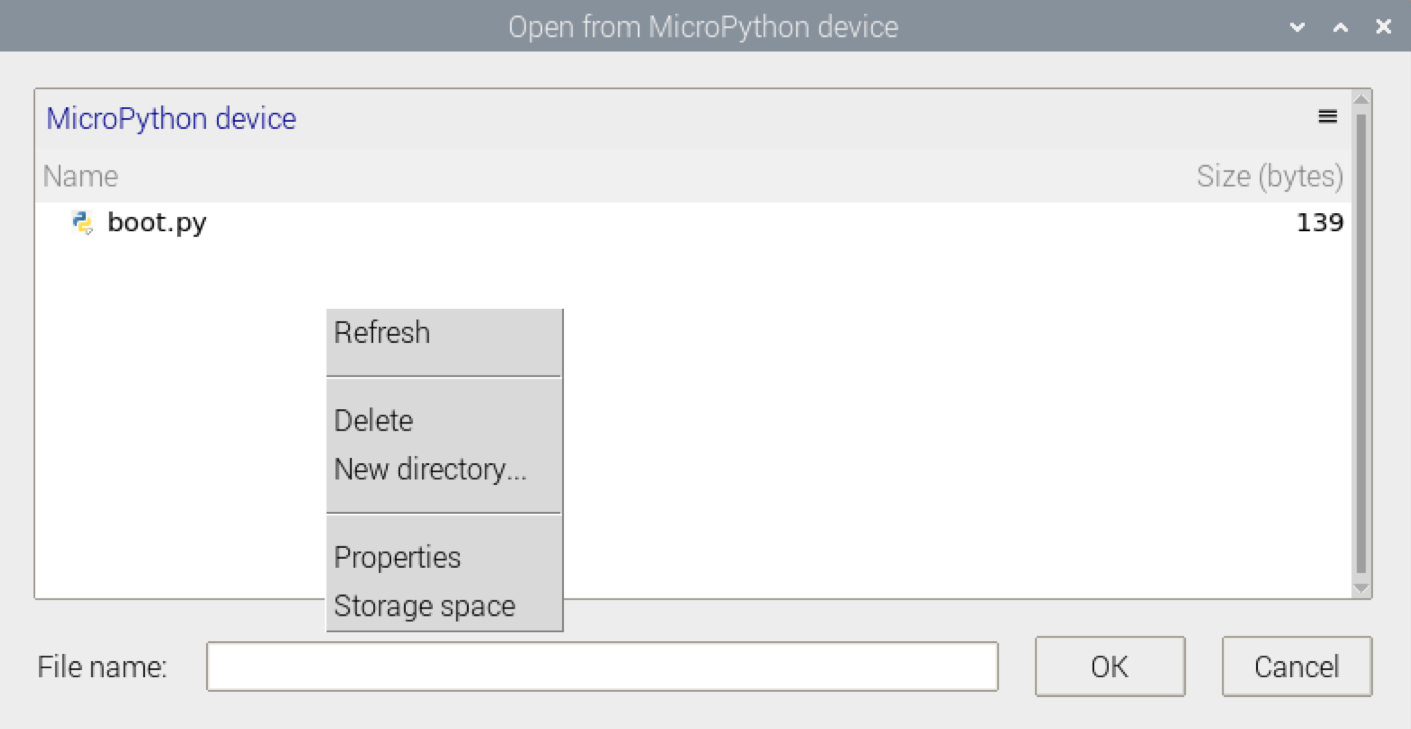 Open from MicroPython device
MicroPython device
Name Size (bytes)
boot.py 139
Refresh
Delete
New directory...
Properties
Storage space
File name: OK Cancel